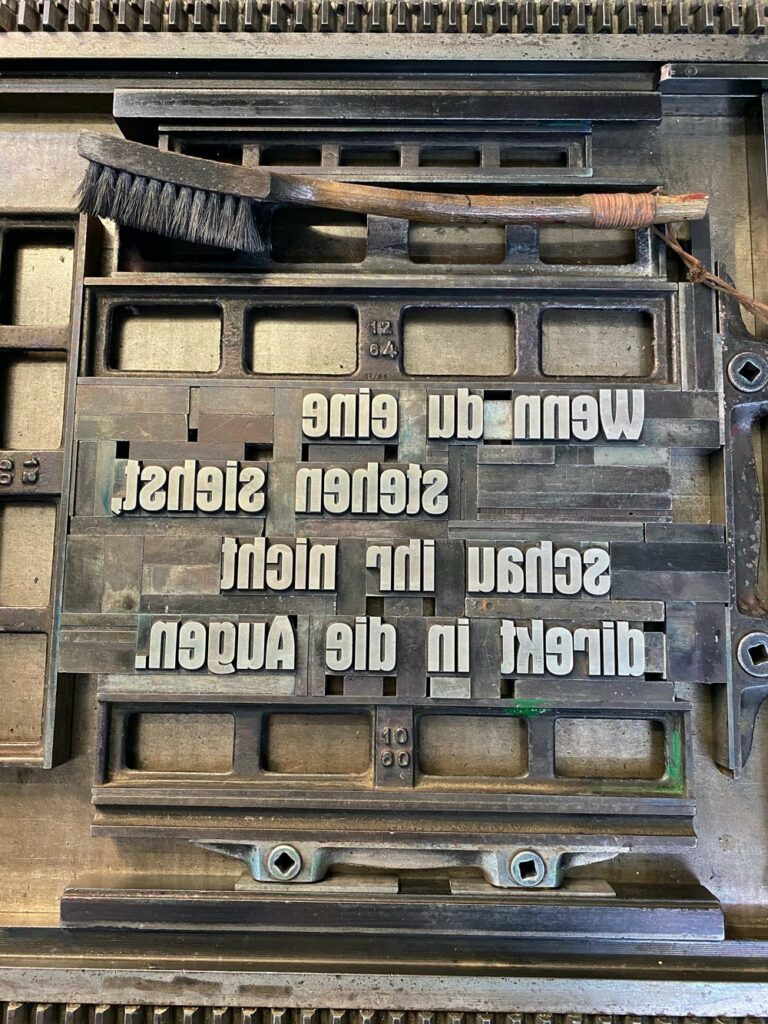 12
64
Wenn du eine
stehen siehst,
schau ihr nicht
direkt in die Augen.
10
60